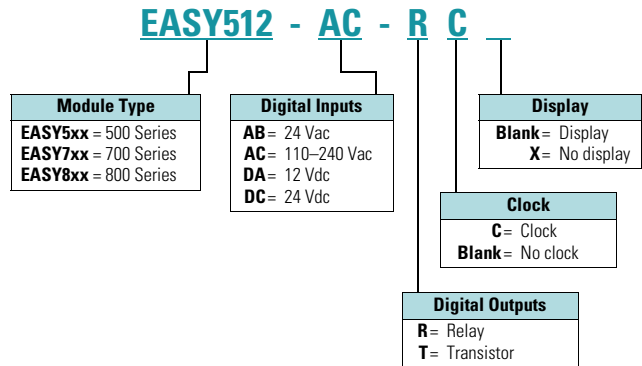 EASY512 - AC - R C
Module Type
EASY5xx = 500 Series
EASY7xx = 700 Series
EASY8xx = 800 Series
Digital Inputs
AB = 24 Vac
AC = 110–240 Vac
DA = 12 Vdc
DC = 24 Vdc
Display
Blank = Display
X = No display
Clock
C = Clock
Blank = No clock
Digital Outputs
R = Relay
T = Transistor